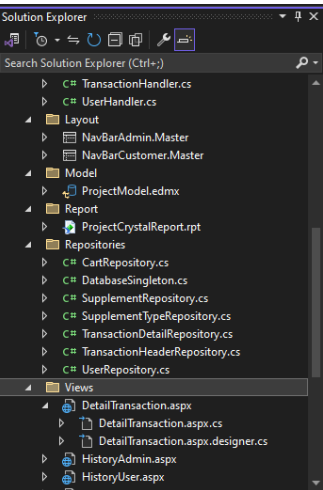 Solution Explorer
Search Solution Explorer (Ctrl+;)
C# TransactionHandler.cs
C# UserHandler.cs
Layout
NavBarAdmin.Master
NavBarCustomer.Master
Model
ProjectModel.edmx
Report
ProjectCrystalReport.rpt
Repositories
C# CartRepository.cs
C# DatabaseSingleton.cs
C# SupplementRepository.cs
C# SupplementTypeRepository.cs
C# TransactionDetailRepository.cs
C# TransactionHeaderRepository.cs
C# UserRepository.cs
Views
DetailTransaction.aspx
DetailTransaction.aspx.cs
DetailTransaction.aspx.designer.cs
HistoryAdmin.aspx
HistoryUser.aspx